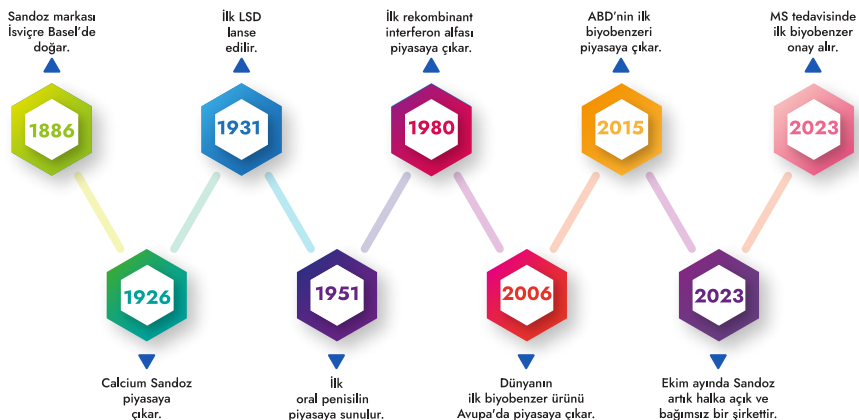 Sandoz markası
İsviçre Basel'de
doğar.
1886
1926
Calcium Sandoz
piyasaya
çıkar.
İlk LSD
lanse
edilir.
1931
1951
İlk
oral penisilin
piyasaya sunulur.
İlk rekombinant
interferon alfası
piyasaya çıkar.
1980
2006
Dünyanın
ilk biyobenzer ürünü
Avupa'da piyasaya çıkar.
ABD'nin ilk
biyobenzeri
piyasaya çıkar.
2015
2023
Ekim ayında Sandoz
artık halka açık ve
bağımsız bir şirkettir.
MS tedavisinde
ilk biyobenzer
onay alır.
2023